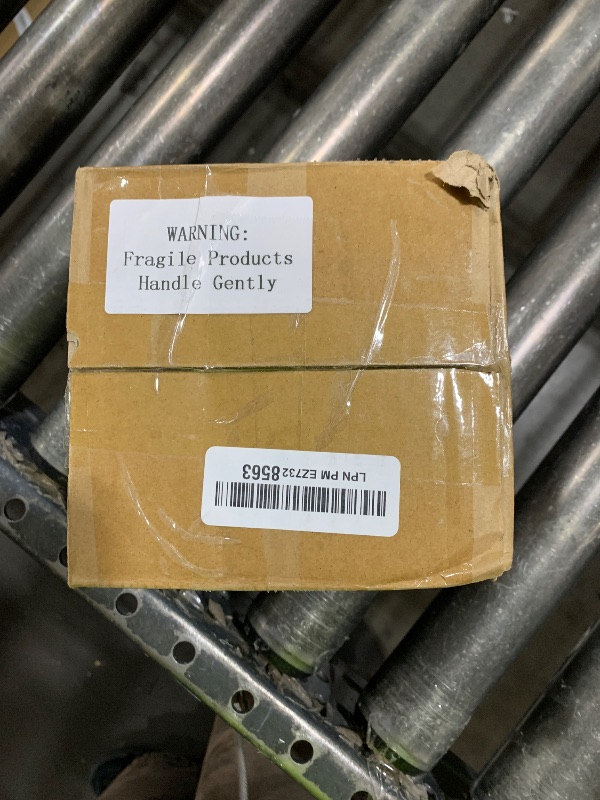 WARNING:
Fragile Products
Handle Gently
LPN PM EZ732 8563